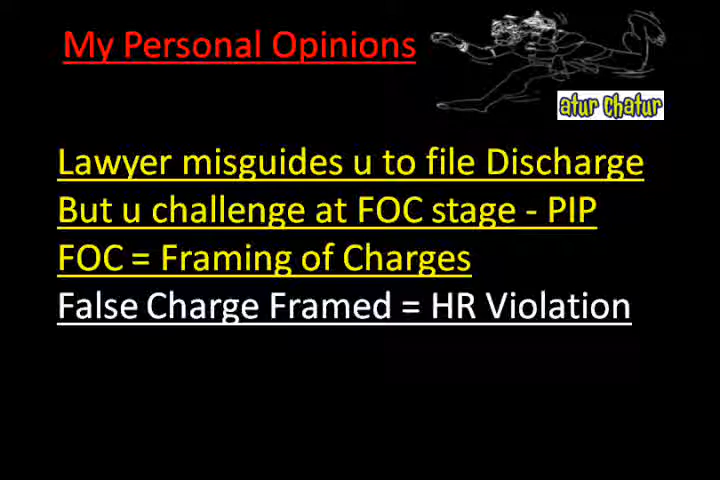 My Personal Opinions
atur chatur
Lawyer misguides u to file Discharge
But u challenge at FOC stage - PIP
FOC = Framing of Charges
False Charge Framed = HR Violation